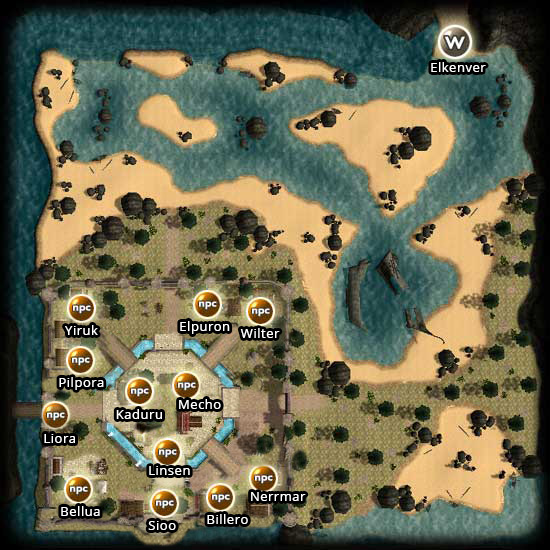 W
Elkenver
npc
Yiruk
npc
Elpuron
npc
Wilter
npc
Pilpora
npc
Kaduru
npc
Mecho
npc
Liora
npc
Linsen
npc
Bellua
npc
Sioo
npc
Billero
npc
Nerrmar